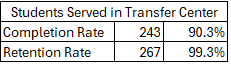 Students Served in Transfer Center
Completion Rate 243 90.3%
Retention Rate 267 99.3%